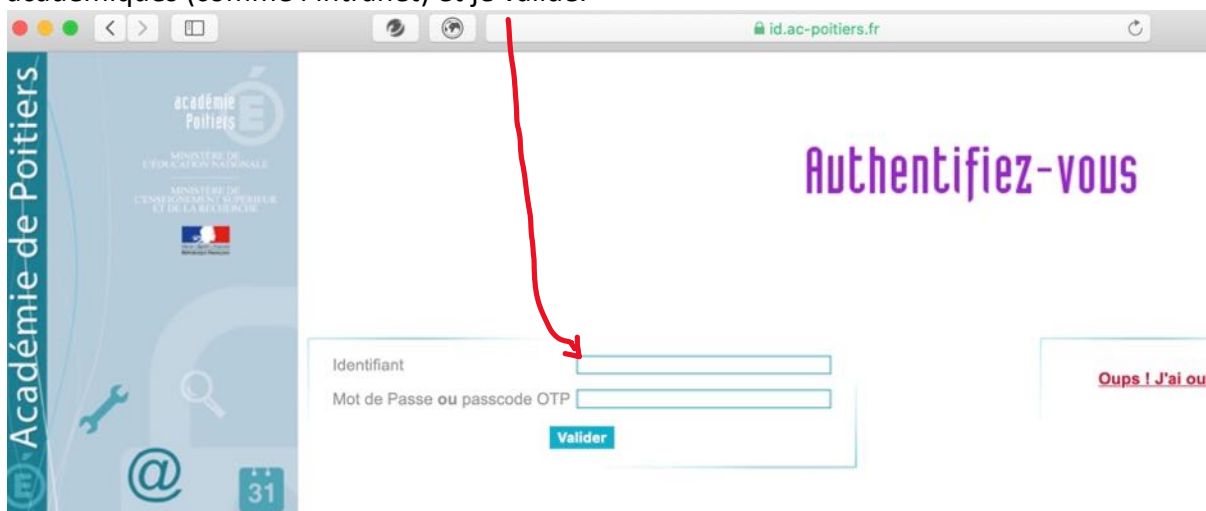 académiques (comme l'intranet) et je valide.
id.ac-poitiers.fr
Académie de Poitiers
académie
Poitiers
MINISTÈRE DE
L'ÉDUCATION NATIONALE
MINISTÈRE DE
L'ENSEIGNEMENT SUPÉRIEUR
ET DE LA RECHERCHE
Authentifiez-vous
Identifiant
Mot de Passe ou passcode OTP
Valider
Oups ! J'ai ou
@
31